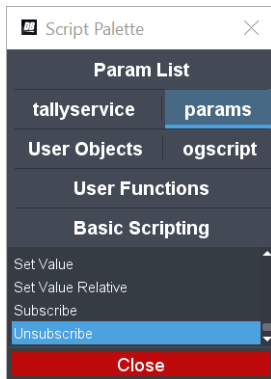 DB Script Palette
Param List
tallyservice params
User Objects ogscript
User Functions
Basic Scripting
Set Value
Set Value Relative
Subscribe
Unsubscribe
Close